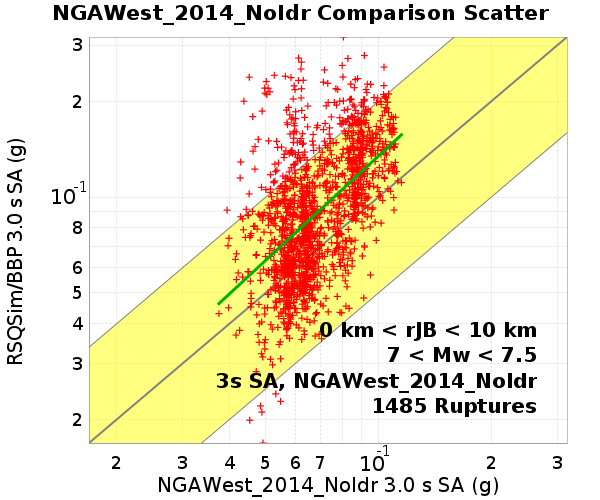 NGAWest_2014_NoIdr Comparison Scatter
RSQSim/BBP 3.0 s SA (g)
3
2
10-1
8
6
5
4
3
2
0 km < rJB < 10 km
7 < Mw < 7.5
3s SA, NGAWest_2014_NoIdr
1485 Ruptures
2 3 4 5 6 7 10-1 2 3
NGAWest_2014_NoIdr 3.0 s SA (g)